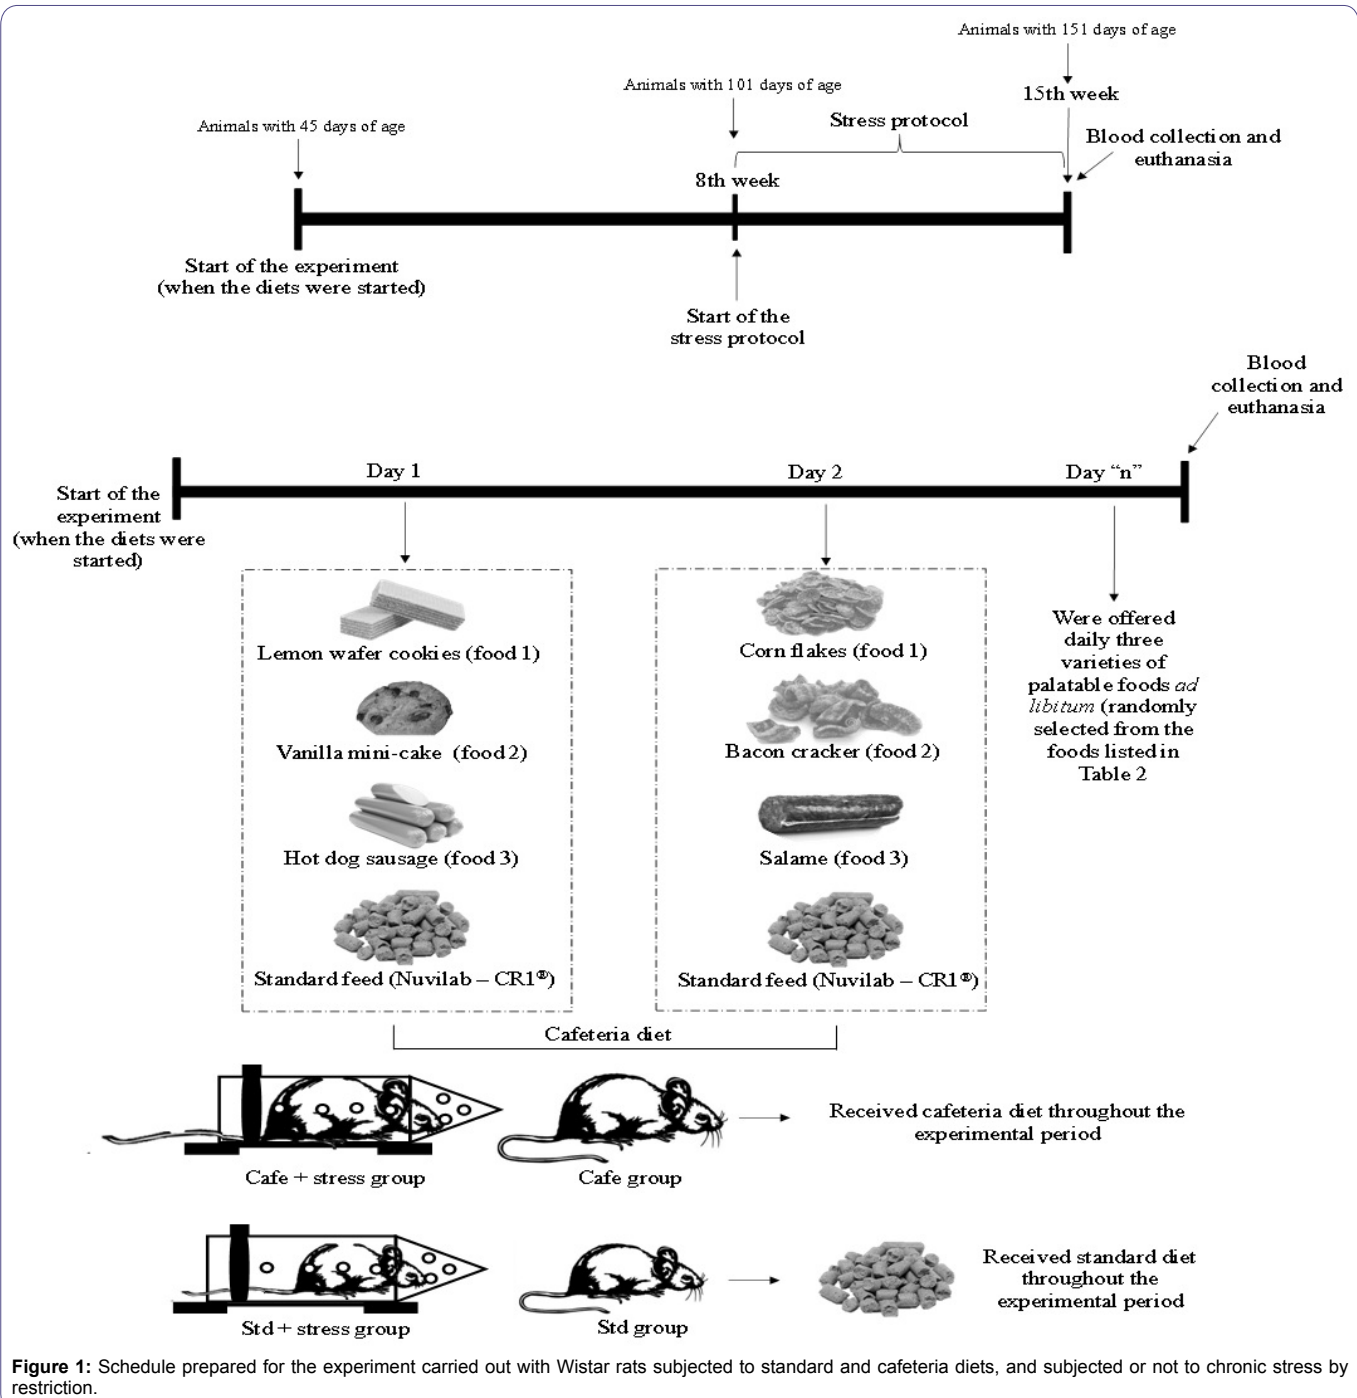 Animals with 151 days of age
Animals with 101 days of age
15th week
Animals with 45 days of age
Stress protocol
Blood collection and
euthanasia
8th week
Start of the experiment
(when the diets were started)
Start of the
stress protocol
Blood
collection and
euthanasia
Day 1
Day 2
Day “n”
Start of the
experiment
(when the diets were
started)
Lemon wafer cookies (food 1)
Vanilla mini-cake (food 2)
Hot dog sausage (food 3)
Standard feed (Nuvilab – CR1®)
Corn flakes (food 1)
Bacon cracker (food 2)
Salame (food 3)
Standard feed (Nuvilab – CR1®)
Were offered
daily three
varieties of
palatable foods ad
libitum (randomly
selected from the
foods listed in
Table 2
Cafeteria diet
Cafe + stress group
Cafe group
Received cafeteria diet throughout the
experimental period
Std + stress group
Std group
Received standard diet
throughout the
experimental period
Figure 1: Schedule prepared for the experiment carried out with Wistar rats subjected to standard and cafeteria diets, and subjected or not to chronic stress by
restriction.